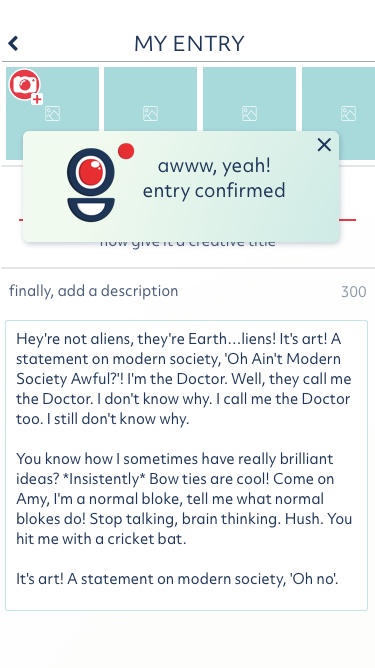 MY ENTRY
awww, yeah!
entry confirmed
now give it a creative title
finally, add a description
300
Hey're not aliens, they're Earth…liens! It's art! A
statement on modern society, 'Oh Ain't Modern
Society Awful?'! I'm the Doctor. Well, they call me
the Doctor. I don't know why. I call me the Doctor
too. I still don't know why.
You know how I sometimes have really brilliant
ideas? *Insistently* Bow ties are cool! Come on
Amy, I'm a normal bloke, tell me what normal
blokes do! Stop talking, brain thinking. Hush. You
hit me with a cricket bat.
It's art! A statement on modern society, 'Oh no'.